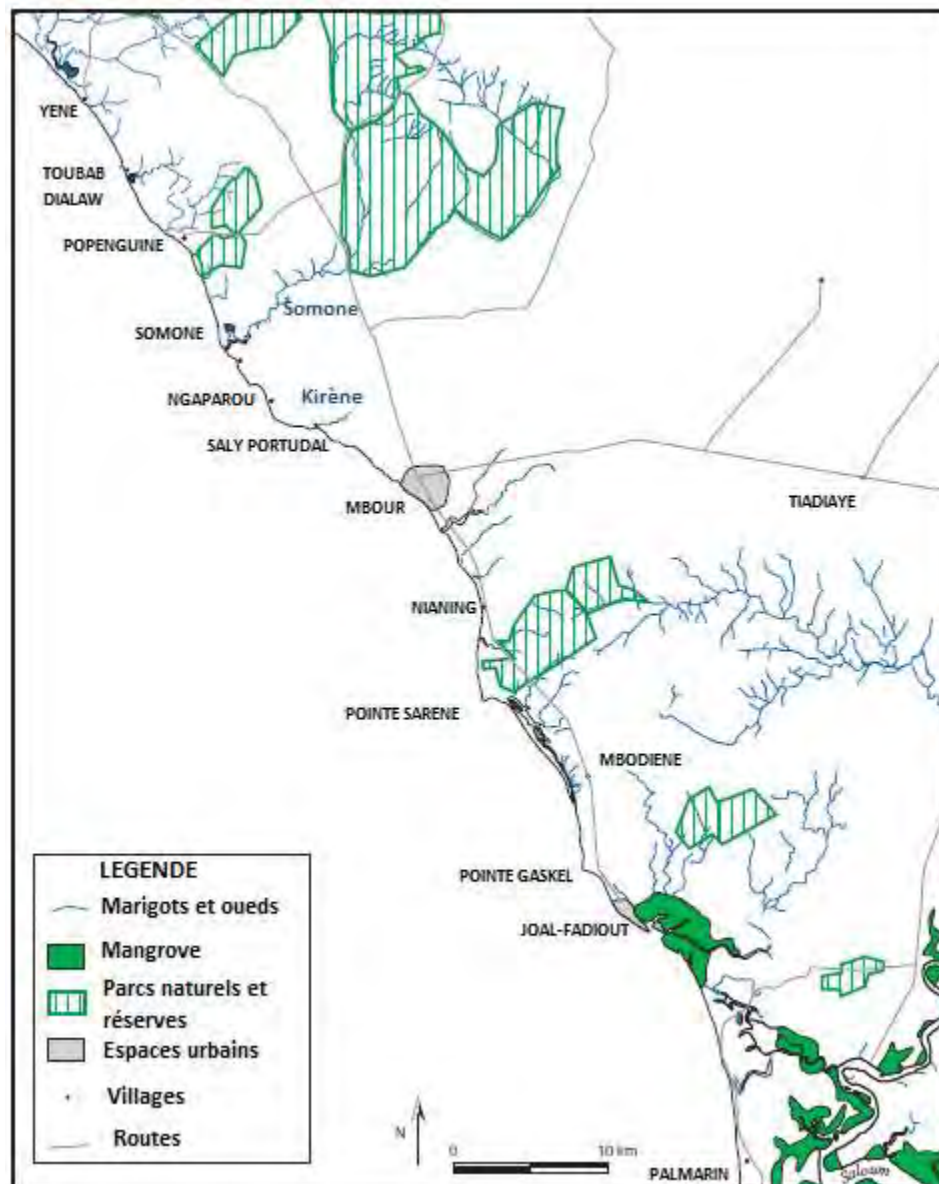 YENE
TOUBAB
DIALAW
POPENGUINE
SOMONE
Somone
NGAPAROU
Kirène
SALY PORTUDAL
MBOUR
TIADIAYE
NIANING
POINTE SARENE
MBODIENE
POINTE GASKEL
JOAL-FADIOUT
LEGENDE
Marigots et oueds
Mangrove
Parcs naturels et
réserves
Espaces urbains
Villages
Routes
N
0 10 km
PALMARIN
Saloum